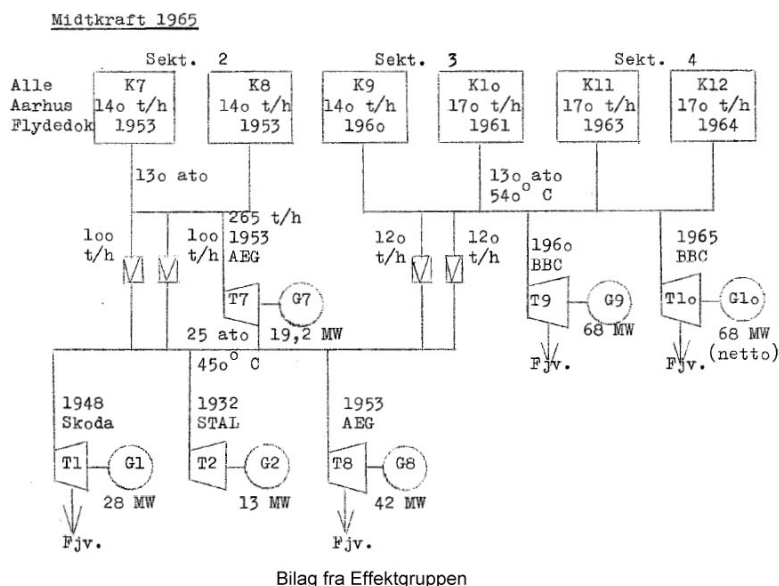 Midtkraft 1965
Sekt. 2
Sekt. 3
Sekt. 4
Alle
Aarhus
Flydedok
K7
14o t/h
1953
K8
14o t/h
1953
K9
14o t/h
196o
K1o
17o t/h
1961
K11
17o t/h
1963
K12
17o t/h
1964
13o ato
13o ato
54o° C
1oo
t/h
1oo
t/h
265 t/h
1953
AEG
T7
G7
19,2 MW
12o
t/h
12o
t/h
196o
BBC
T9
G9
68 MW
Fjv.
1965
BBC
T1o
G1o
68 MW
(netto)
Fjv.
25 ato
45o° C
1948
Skoda
T1
G1
28 MW
Fjv.
1932
STAL
T2
G2
13 MW
1953
AEG
T8
G8
42 MW
Fjv.
Bilag fra Effektgruppen